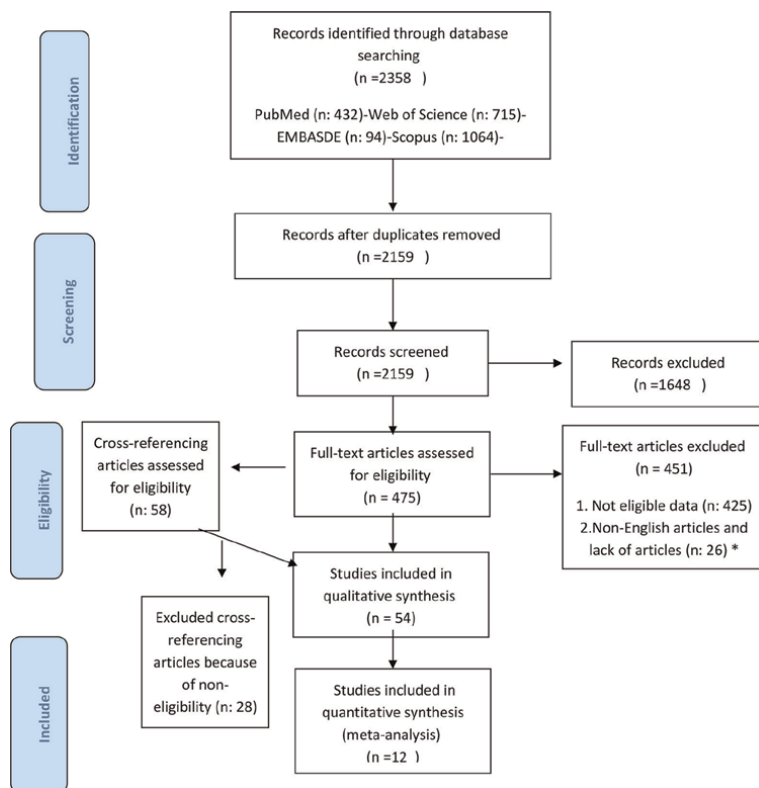 Identification
Records identified through database
searching
(n =2358 )
PubMed (n: 432)-Web of Science (n: 715)-
EMBASDE (n: 94)-Scopus (n: 1064)-
Records after duplicates removed
(n =2159 )
Screening
Records screened
(n =2159 )
Records excluded
(n =1648 )
Eligibility
Cross-referencing
articles assessed
for eligibility
(n: 58)
Full-text articles assessed
for eligibility
(n = 475)
Full-text articles excluded
(n = 451)
1. Not eligible data (n: 425)
2.Non-English articles and
lack of articles (n: 26) *
Studies included in
qualitative synthesis
(n = 54)
Excluded cross-
referencing
articles because
of non-
eligibility (n: 28)
Included
Studies included in
quantitative synthesis
(meta-analysis)
(n =12 )